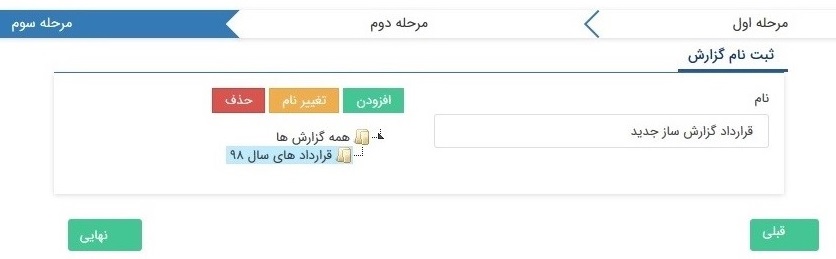 مرحله اول
مرحله دوم
مرحله سوم
ثبت نام گزارش
نام
قرارداد گزارش ساز جدید
افزودن
تغییر نام
حذف
همه گزارش ها
قرارداد های سال ۹۸
قبلی
نهایی